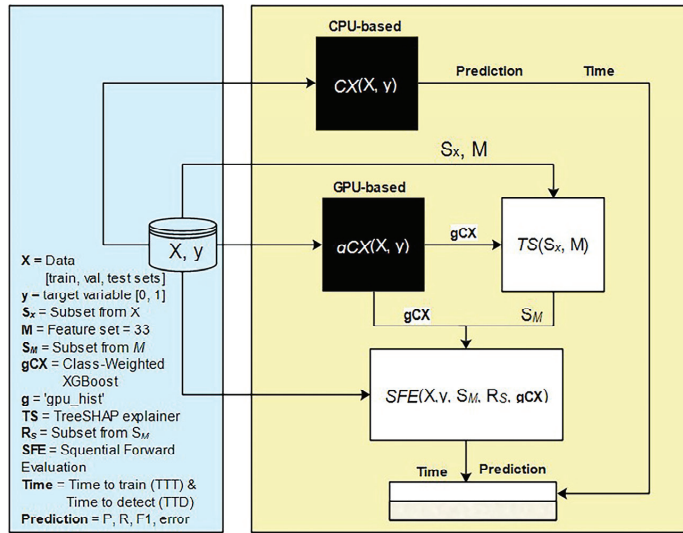 CPU-based
CX(X, y)
Prediction Time
Sx, M
GPU-based
gCX(X, y)
gCX
TS(Sx, M)
X, y
gCX
SM
SFE(X,y, SM, RS, gCX)
Time Prediction
X = Data
[train, val, test sets]
y = target variable [0, 1]
Sx = Subset from X
M = Feature set = 33
SM = Subset from M
gCX = Class-Weighted
XGBoost
g = 'gpu_hist'
TS = TreeSHAP explainer
RS = Subset from SM
SFE = Squential Forward
Evaluation
Time = Time to train (TTT) &
Time to detect (TTD)
Prediction = P, R, F1, error